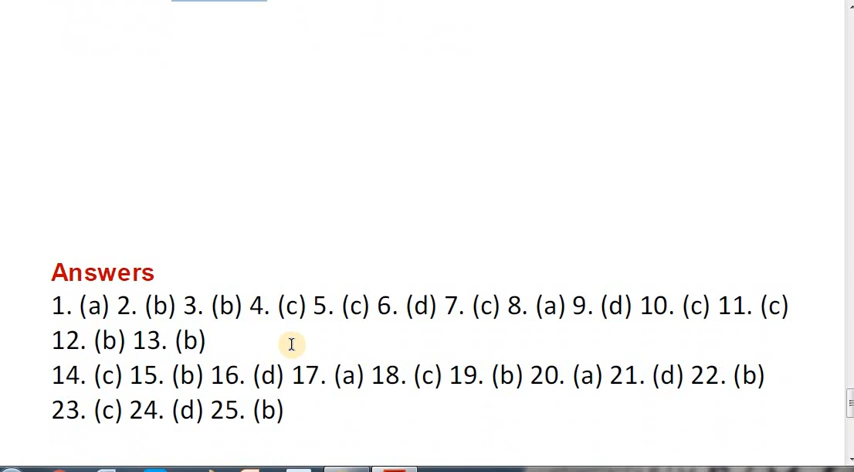 Answers
1. (a) 2. (b) 3. (b) 4. (c) 5. (c) 6. (d) 7. (c) 8. (a) 9. (d) 10. (c) 11. (c)
12. (b) 13. (b)
14. (c) 15. (b) 16. (d) 17. (a) 18. (c) 19. (b) 20. (a) 21. (d) 22. (b)
23. (c) 24. (d) 25. (b)